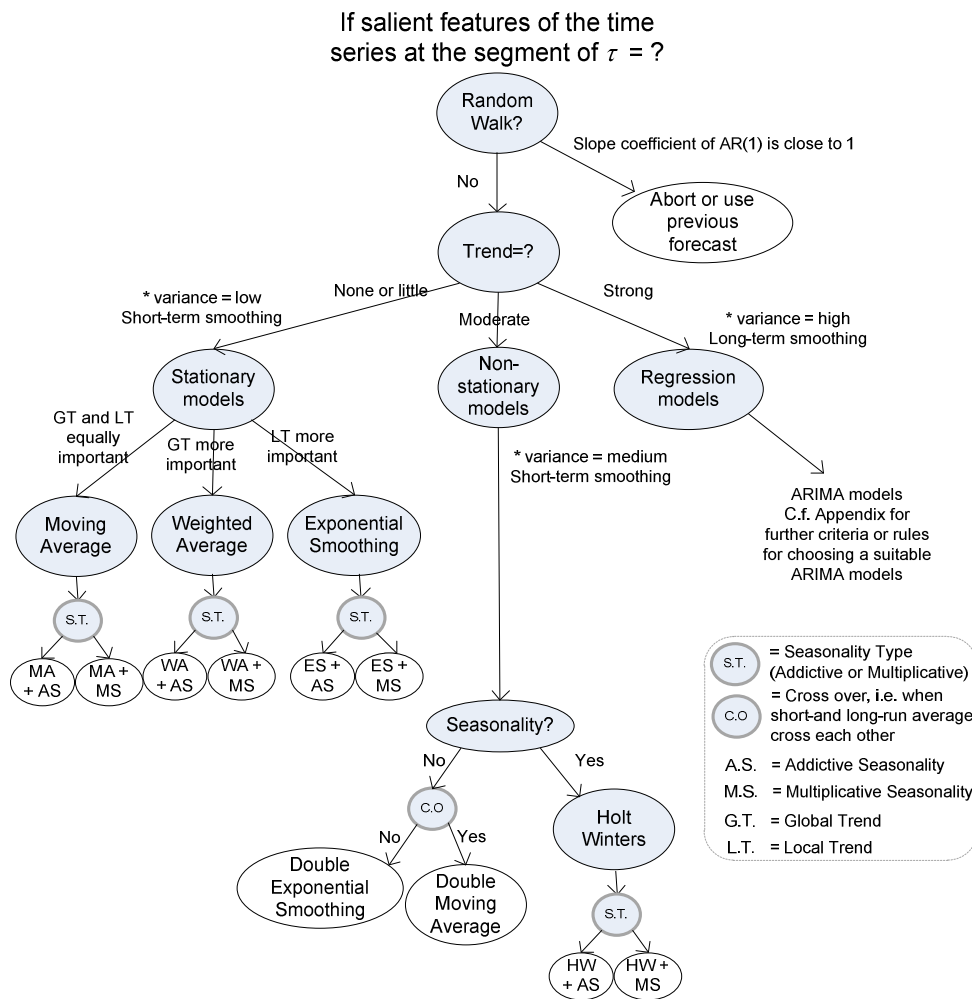 If salient features of the time
series at the segment of τ = ?
Random
Walk?
Slope coefficient of AR(1) is close to 1
No
Abort or use
previous
forecast
Trend=?
None or little
Strong
* variance = low
Short-term smoothing
Moderate
* variance = high
Long-term smoothing
Stationary
models
Non-
stationary
models
Regression
models
GT and LT
equally
important
GT more
important
LT more
important
* variance = medium
Short-term smoothing
Moving
Average
Weighted
Average
Exponential
Smoothing
ARIMA models
C.f. Appendix for
further criteria or rules
for choosing a suitable
ARIMA models
S.T.
S.T.
S.T.
MA
+ AS
MA +
MS
WA
+ AS
WA +
MS
ES +
AS
ES +
MS
Seasonality?
No
Yes
C.O
No
Yes
Holt
Winters
Double
Exponential
Smoothing
Double
Moving
Average
S.T.
HW
+ AS
HW +
MS
S.T.
= Seasonality Type
(Addictive or Multiplicative)
C.O
= Cross over, i.e. when
short-and long-run average
cross each other
A.S. = Addictive Seasonality
M.S. = Multiplicative Seasonality
G.T. = Global Trend
L.T. = Local Trend